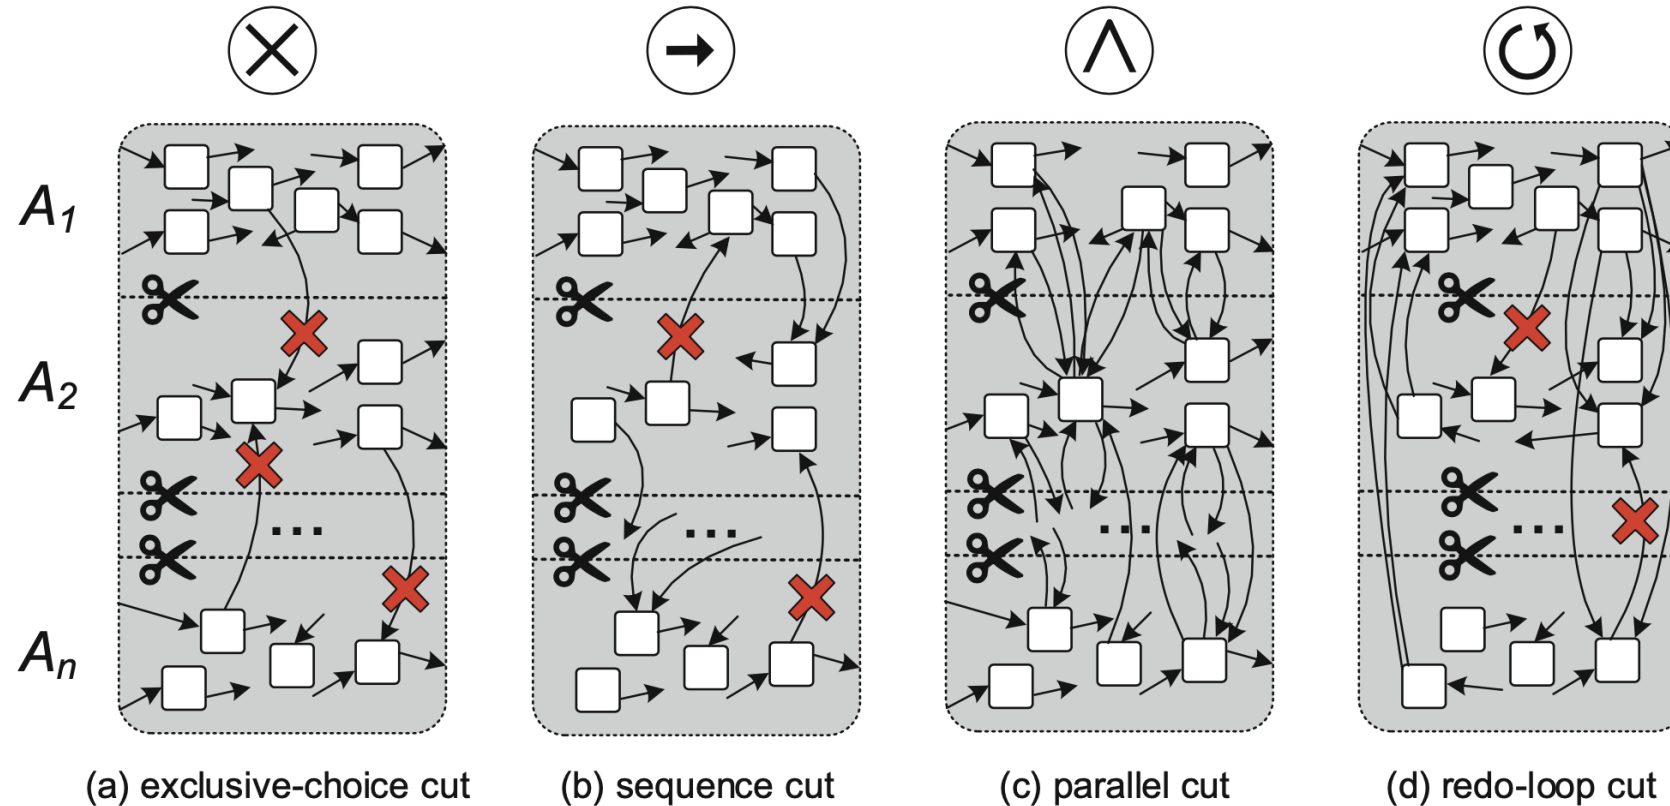 A1
A2
...
...
...
...
An
(a) exclusive-choice cut
(b) sequence cut
(c) parallel cut
(d) redo-loop cut